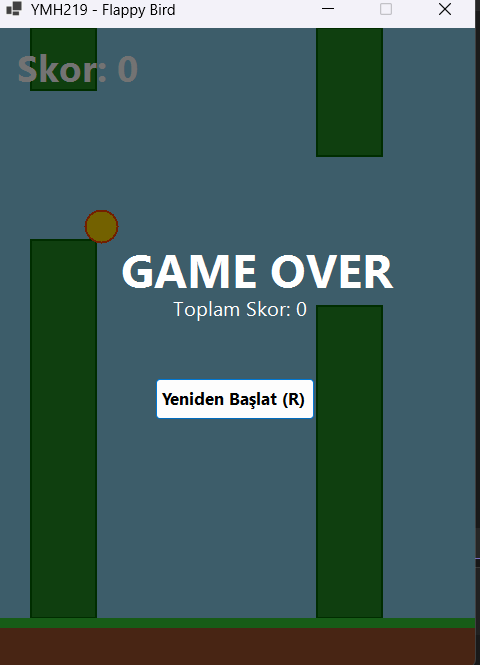 YMH219 - Flappy Bird
Skor: 0
GAME OVER
Toplam Skor: 0
Yeniden Başlat (R)